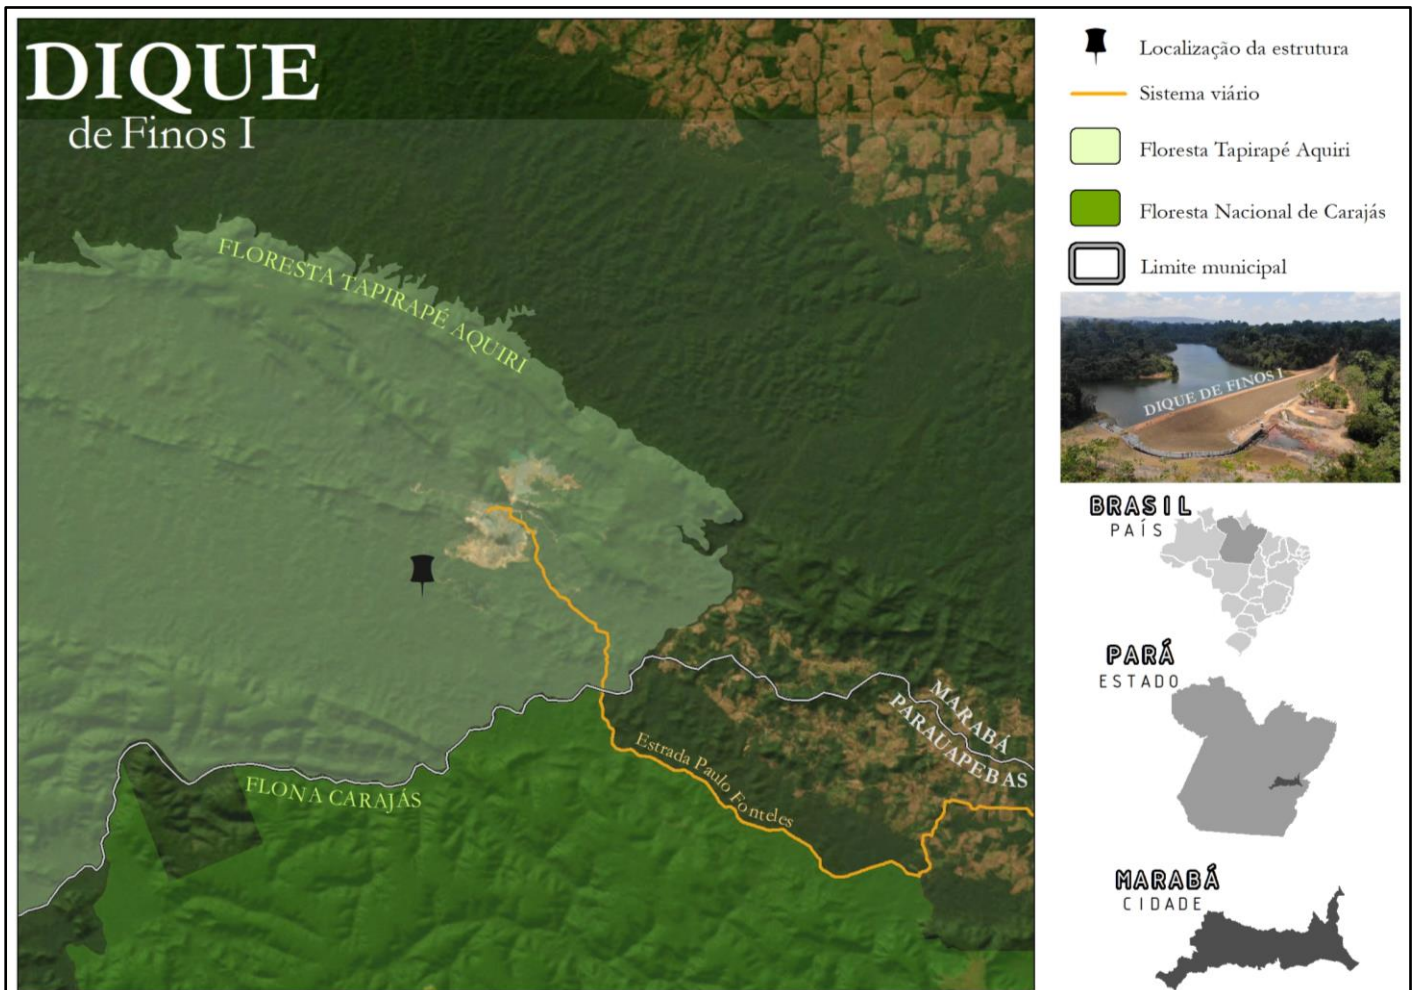 DIQUE
de Finos I
FLORESTA TAPIRAPÉ AQUIRI
FLONA CARAJÁS
Estrada Paulo Fonteles
MARABÁ
PARAUAPEBAS
Localização da estrutura
Sistema viário
Floresta Tapirapé Aquiri
Floresta Nacional de Carajás
Limite municipal
DIQUE DE FINOS I
BRASIL
PAÍS
PARÁ
ESTADO
MARABÁ
CIDADE